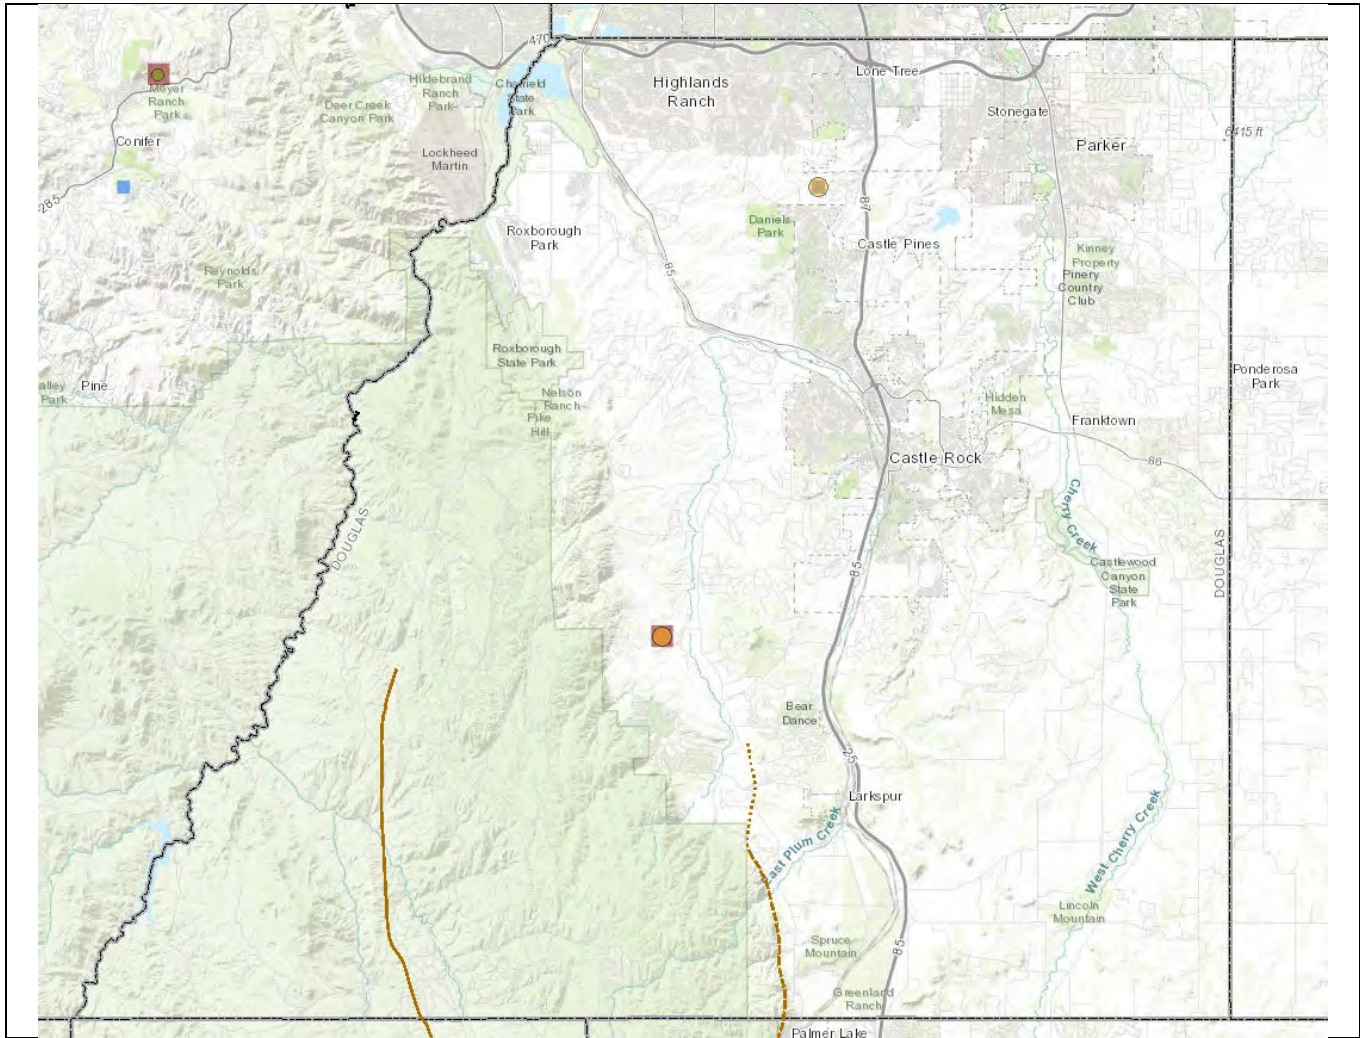 470
Highlands
Ranch
Lone Tree
Hildebrand
Ranch
Park
Chatfield
State
Park
Meyer
Ranch
Park
Deer Creek
Canyon Park
Stonegate
6415 ft
Conifer
Parker
Lockheed
Martin
285
87
Roxborough
Park
Daniels
Park
Castle Pines
Kinney
Property
Pinery
Country
Club
Reynolds
Park
85
Roxborough
State Park
Ponderosa
Park
Pine
alley
Park
Nelson
Ranch
Pike
Hill
Hidden
Mesa
Franktown
Castle Rock
86
Cherry Creek
DOUGLAS
DOUGLAS
85
Castlewood
Canyon
State
Park
Bear
Dance
25
Larkspur
East Plum Creek
West Cherry Creek
Lincoln
Mountain
Spruce
Mountain
85
Greenland
Ranch
Palmer Lake